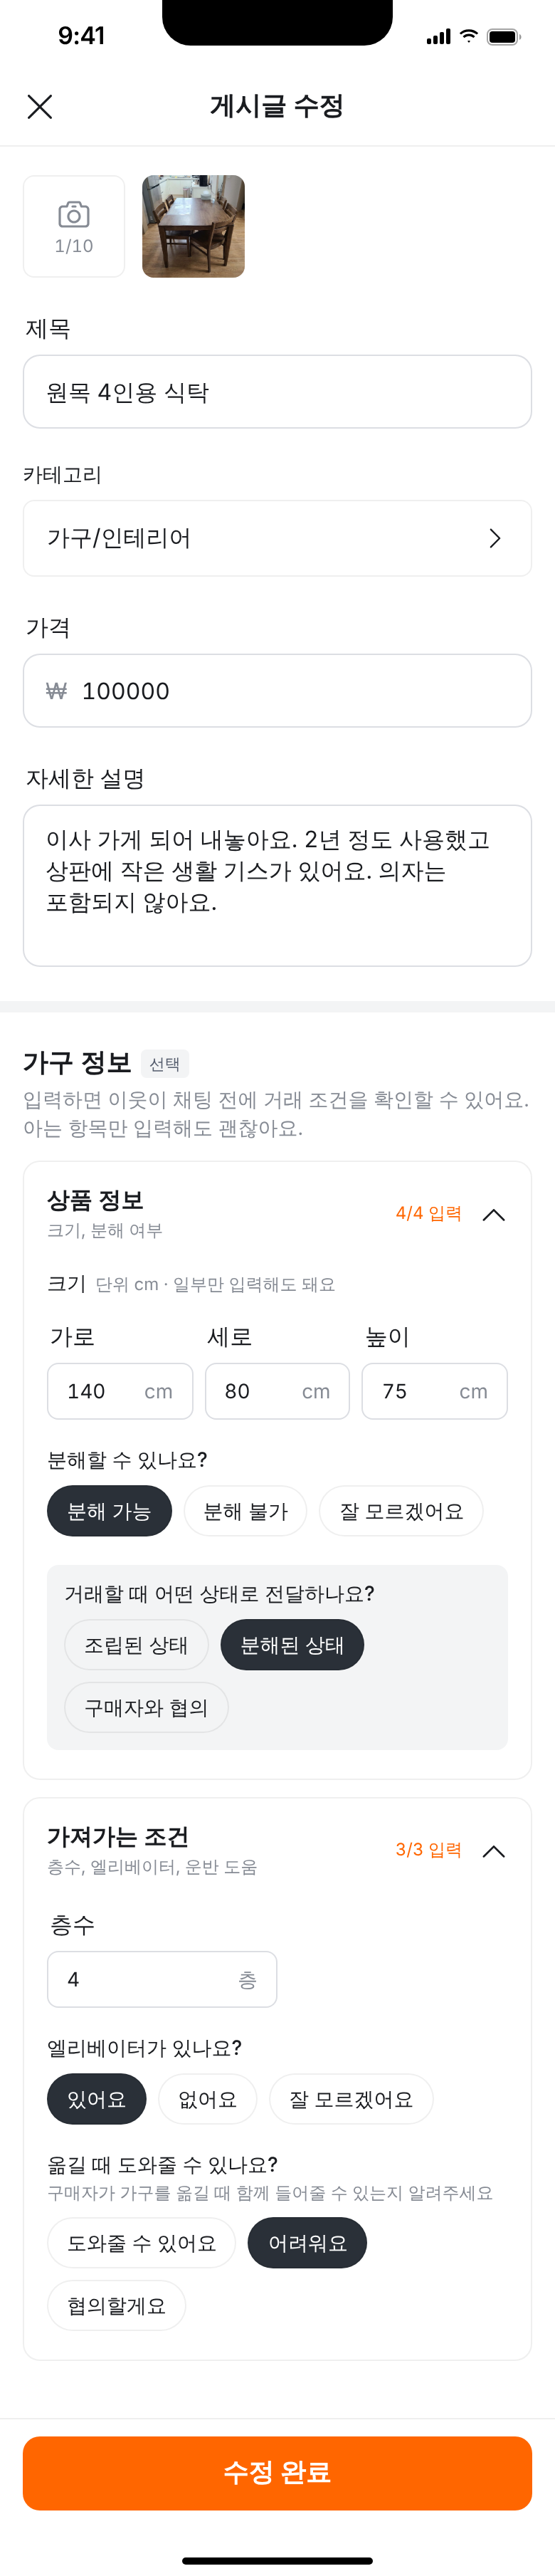 9:41
게시글 수정
1/10
제목
원목 4인용 식탁
카테고리
가구/인테리어
가격
₩ 100000
자세한 설명
이사 가게 되어 내놓아요. 2년 정도 사용했고
상판에 작은 생활 기스가 있어요. 의자는
포함되지 않아요.
가구 정보 선택
입력하면 이웃이 채팅 전에 거래 조건을 확인할 수 있어요.
아는 항목만 입력해도 괜찮아요.
상품 정보
4/4 입력
크기, 분해 여부
크기 단위 cm · 일부만 입력해도 돼요
가로 세로 높이
140 cm 80 cm 75 cm
분해할 수 있나요?
분해 가능 분해 불가 잘 모르겠어요
거래할 때 어떤 상태로 전달하나요?
조립된 상태 분해된 상태
구매자와 협의
가져가는 조건
3/3 입력
층수, 엘리베이터, 운반 도움
층수
4 층
엘리베이터가 있나요?
있어요 없어요 잘 모르겠어요
옮길 때 도와줄 수 있나요?
구매자가 가구를 옮길 때 함께 들어줄 수 있는지 알려주세요
도와줄 수 있어요 어려워요
협의할게요
수정 완료